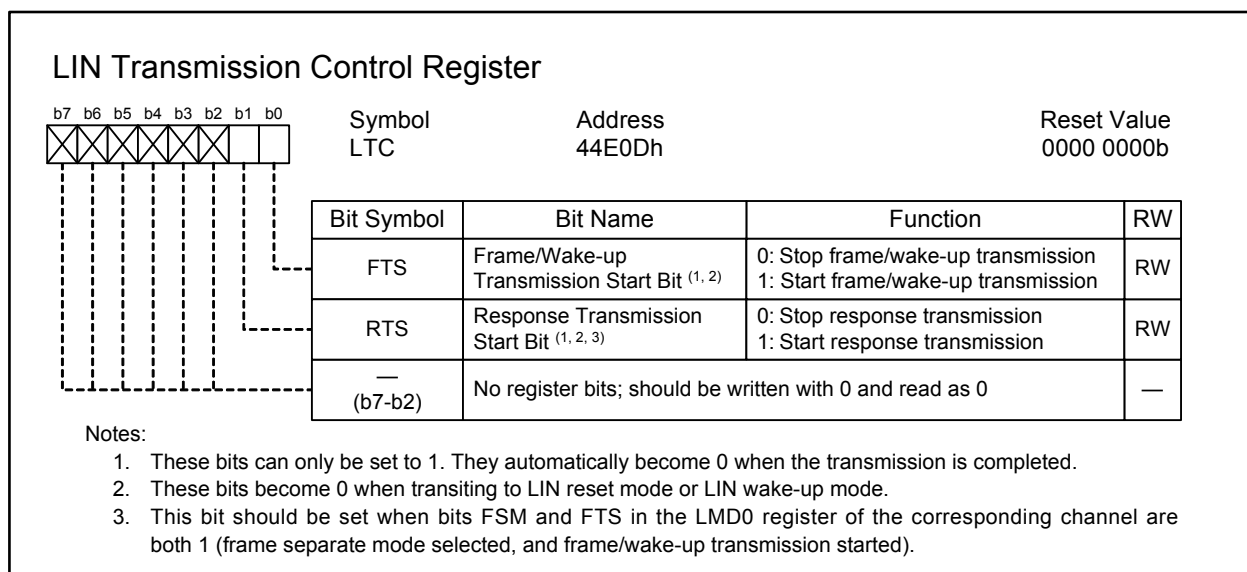 LIN Transmission Control Register
b7 b6 b5 b4 b3 b2 b1 b0
Symbol Address Reset Value
LTC 44E0Dh 0000 0000b
Bit Symbol Bit Name Function RW
FTS Frame/Wake-up Transmission Start Bit (1, 2) 0: Stop frame/wake-up transmission 1: Start frame/wake-up transmission RW
RTS Response Transmission Start Bit (1, 2, 3) 0: Stop response transmission 1: Start response transmission RW
— (b7-b2) No register bits; should be written with 0 and read as 0 —
Notes:
1. These bits can only be set to 1. They automatically become 0 when the transmission is completed.
2. These bits become 0 when transiting to LIN reset mode or LIN wake-up mode.
3. This bit should be set when bits FSM and FTS in the LMD0 register of the corresponding channel are
both 1 (frame separate mode selected, and frame/wake-up transmission started).